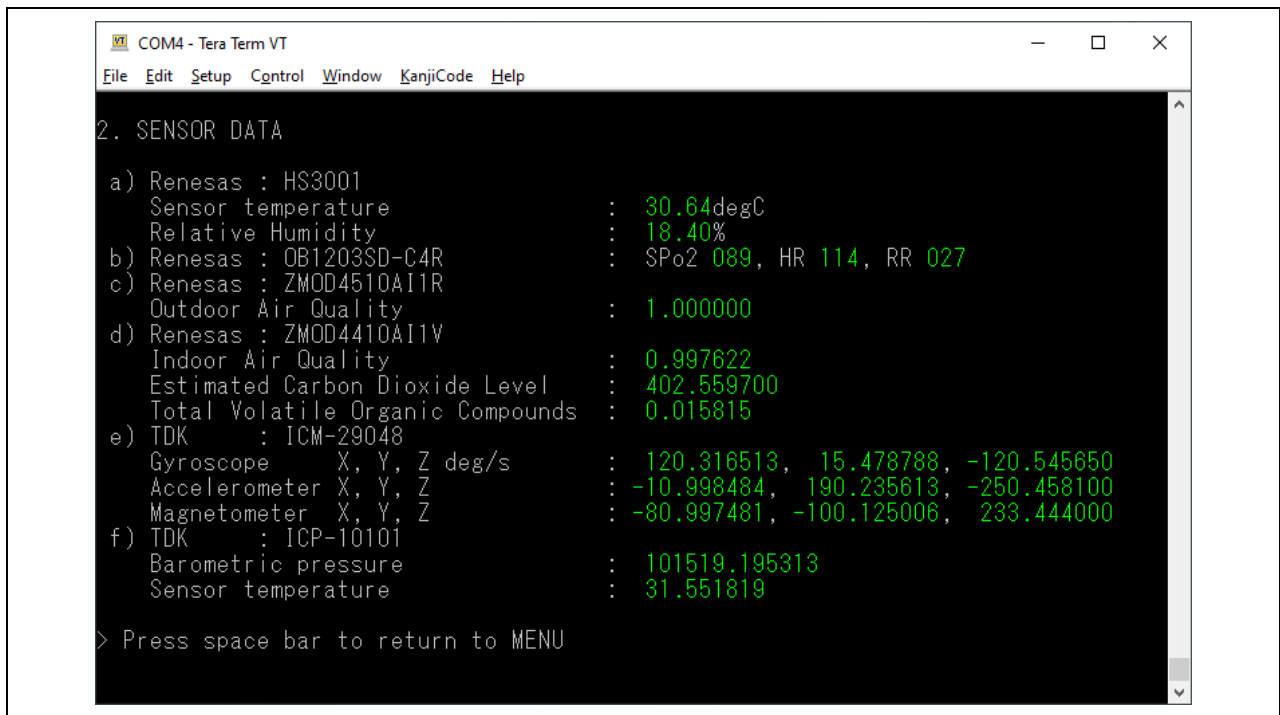 COM4 - Tera Term VT
File Edit Setup Control Window KanjiCode Help
2. SENSOR DATA
a) Renesas : HS3001
Sensor temperature : 30.64degC
Relative Humidity : 18.40%
b) Renesas : OB1203SD-C4R : SPo2 089, HR 114, RR 027
c) Renesas : ZMOD4510AI1R
Outdoor Air Quality : 1.000000
d) Renesas : ZMOD4410AI1V
Indoor Air Quality : 0.997622
Estimated Carbon Dioxide Level : 402.559700
Total Volatile Organic Compounds : 0.015815
e) TDK : ICM-29048
Gyroscope X, Y, Z deg/s : 120.316513, 15.478788, -120.545650
Accelerometer X, Y, Z : -10.998484, 190.235613, -250.458100
Magnetometer X, Y, Z : -80.997481, -100.125006, 233.444000
f) TDK : ICP-10101
Barometric pressure : 101519.195313
Sensor temperature : 31.551819
> Press space bar to return to MENU